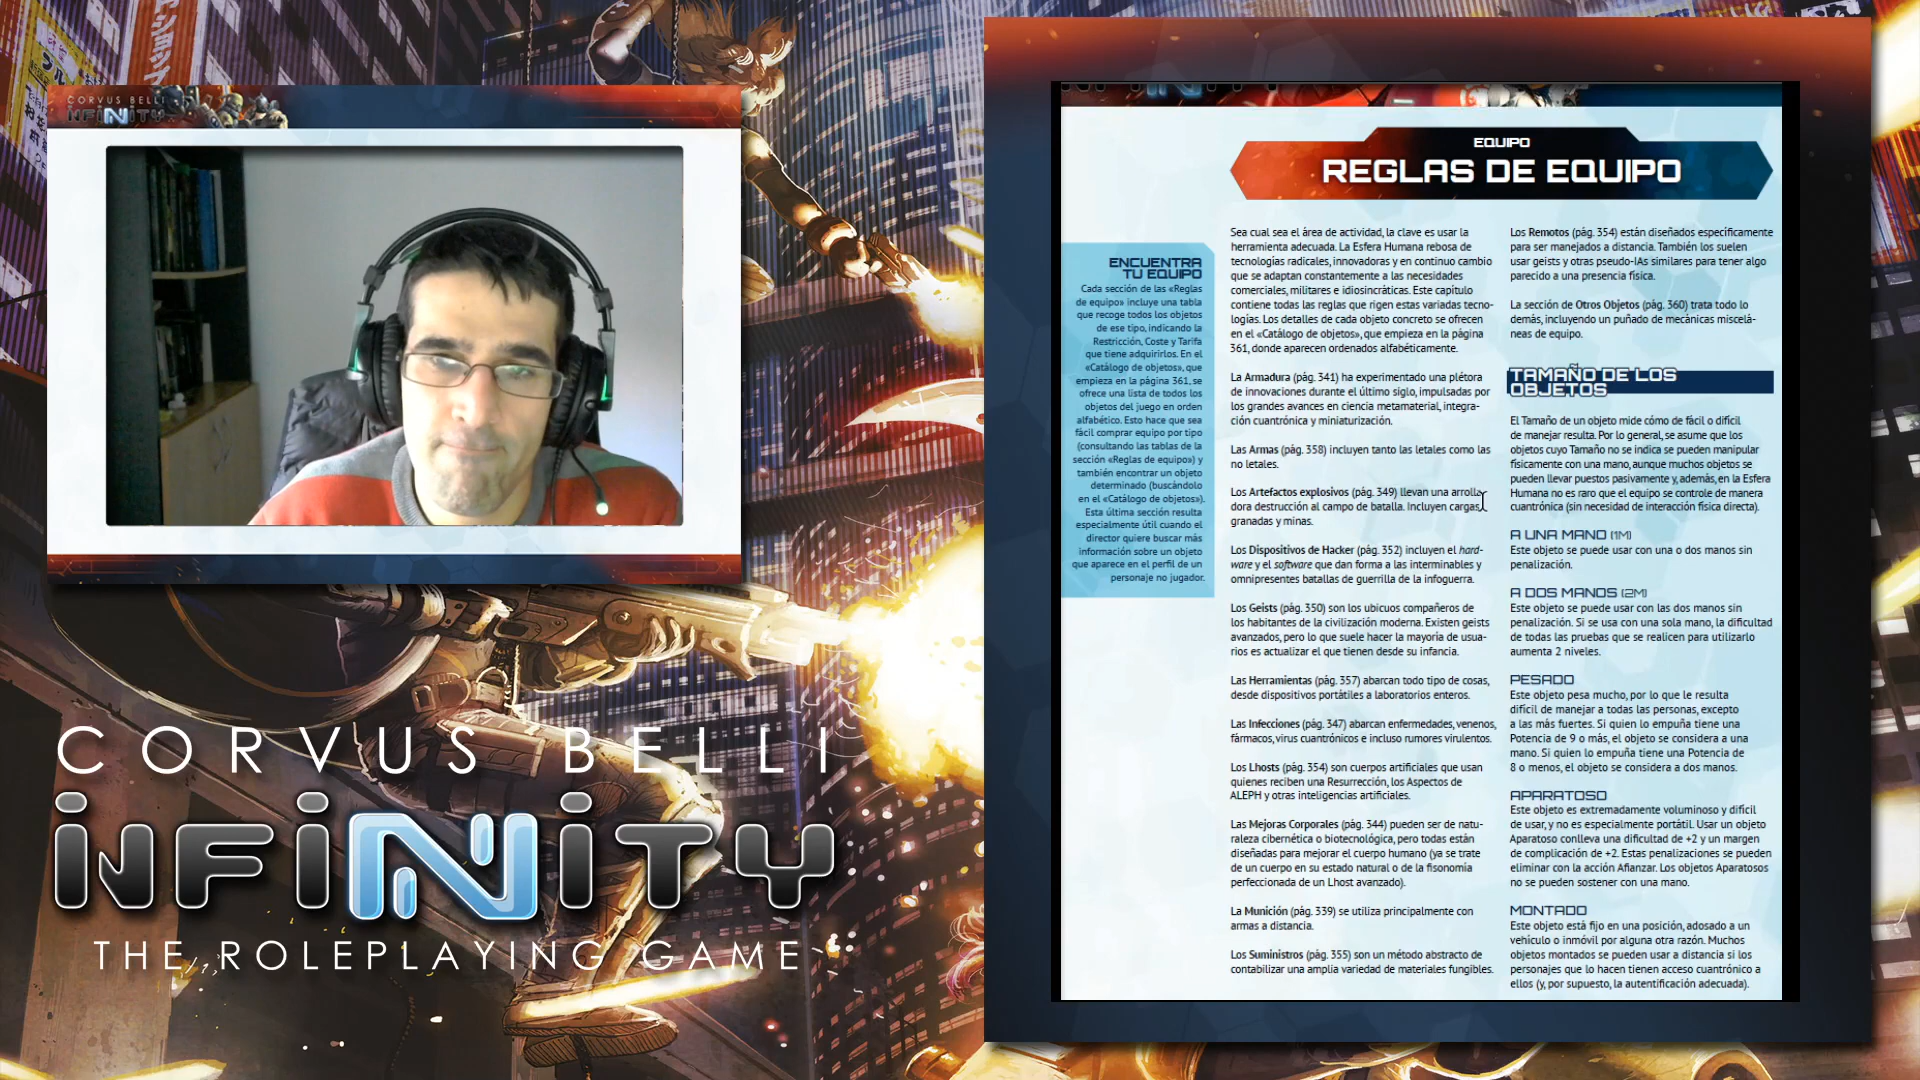 CORVUS BELLI
INFINITY
CORVUS BELLI
INFINITY
THE ROLEPLAYING GAME
EQUIPO
REGLAS DE EQUIPO
ENCUENTRA
TU EQUIPO
Cada sección de las «Reglas
de equipo» incluye una tabla
que recoge todos los objetos
de ese tipo, indicando la
Restricción, Coste y Tarifa
que tiene adquirirlos. En el
«Catálogo de objetos», que
empieza en la página 361, se
ofrece una lista de todos los
objetos del juego en orden
alfabético. Esto hace que sea
fácil comprar equipo por tipo
(consultando las tablas de la
sección «Reglas de equipo») y
también encontrar un objeto
determinado (buscándolo
en el «Catálogo de objetos»).
Esta última sección resulta
especialmente útil cuando el
director quiere buscar más
información sobre un objeto
que aparece en el perfil de un
personaje no jugador.
Sea cual sea el área de actividad, la clave es usar la
herramienta adecuada. La Esfera Humana rebosa de
tecnologías radicales, innovadoras y en continuo cambio
que se adaptan constantemente a las necesidades
comerciales, militares e idiosincráticas. Este capítulo
contiene todas las reglas que rigen estas variadas tecno-
logías. Los detalles de cada objeto concreto se ofrecen
en el «Catálogo de objetos», que empieza en la página
361, donde aparecen ordenados alfabéticamente.
La Armadura (pág. 341) ha experimentado una plétora
de innovaciones durante el último siglo, impulsadas por
los grandes avances en ciencia metamaterial, integra-
ción cuantrónica y miniaturización.
Las Armas (pág. 358) incluyen tanto las letales como las
no letales.
Los Artefactos explosivos (pág. 349) llevan una arrolla-
dora destrucción al campo de batalla. Incluyen cargas,
granadas y minas.
Los Dispositivos de Hacker (pág. 352) incluyen el hard-
ware y el software que dan forma a las interminables y
omnipresentes batallas de guerrilla de la infoguerra.
Los Geists (pág. 350) son los ubicuos compañeros de
los habitantes de la civilización moderna. Existen geists
avanzados, pero lo que suele hacer la mayoría de usua-
rios es actualizar el que tienen desde su infancia.
Las Herramientas (pág. 357) abarcan todo tipo de cosas,
desde dispositivos portátiles a laboratorios enteros.
Las Infecciones (pág. 347) abarcan enfermedades, venenos,
fármacos, virus cuantrónicos e incluso rumores virulentos.
Los Lhosts (pág. 354) son cuerpos artificiales que usan
quienes reciben una Resurrección, los Aspectos de
ALEPH y otras inteligencias artificiales.
Las Mejoras Corporales (pág. 344) pueden ser de natu-
raleza cibernética o biotecnológica, pero todas están
diseñadas para mejorar el cuerpo humano (ya se trate
de un cuerpo en su estado natural o de la fisonomía
perfeccionada de un Lhost avanzado).
La Munición (pág. 339) se utiliza principalmente con
armas a distancia.
Los Suministros (pág. 355) son un método abstracto de
contabilizar una amplia variedad de materiales fungibles.
Los Remotos (pág. 354) están diseñados específicamente
para ser manejados a distancia. También los suelen
usar geists y otras pseudo-IAs similares para tener algo
parecido a una presencia física.
La sección de Otros Objetos (pág. 360) trata todo lo
demás, incluyendo un puñado de mecánicas miscelá-
neas de equipo.
TAMAÑO DE LOS
OBJETOS
El Tamaño de un objeto mide cómo de fácil o difícil
de manejar resulta. Por lo general, se asume que los
objetos cuyo Tamaño no se indica se pueden manipular
físicamente con una mano, aunque muchos objetos se
pueden llevar puestos pasivamente y, además, en la Esfera
Humana no es raro que el equipo se controle de manera
cuantrónica (sin necesidad de interacción física directa).
A UNA MANO (1M)
Este objeto se puede usar con una o dos manos sin
penalización.
A DOS MANOS (2M)
Este objeto se puede usar con las dos manos sin
penalización. Si se usa con una sola mano, la dificultad
de todas las pruebas que se realicen para utilizarlo
aumenta 2 niveles.
PESADO
Este objeto pesa mucho, por lo que le resulta
difícil de manejar a todas las personas, excepto
a las más fuertes. Si quien lo empuña tiene una
Potencia de 9 o más, el objeto se considera a una
mano. Si quien lo empuña tiene una Potencia de
8 o menos, el objeto se considera a dos manos.
APARATOSO
Este objeto es extremadamente voluminoso y difícil
de usar, y no es especialmente portátil. Usar un objeto
Aparatoso conlleva una dificultad de +2 y un margen
de complicación de +2. Estas penalizaciones se pueden
eliminar con la acción Afianzar. Los objetos Aparatosos
no se pueden sostener con una mano.
MONTADO
Este objeto está fijo en una posición, adosado a un
vehículo o inmóvil por alguna otra razón. Muchos
objetos montados se pueden usar a distancia si los
personajes que lo hacen tienen acceso cuantrónico a
ellos (y, por supuesto, la autentificación adecuada).